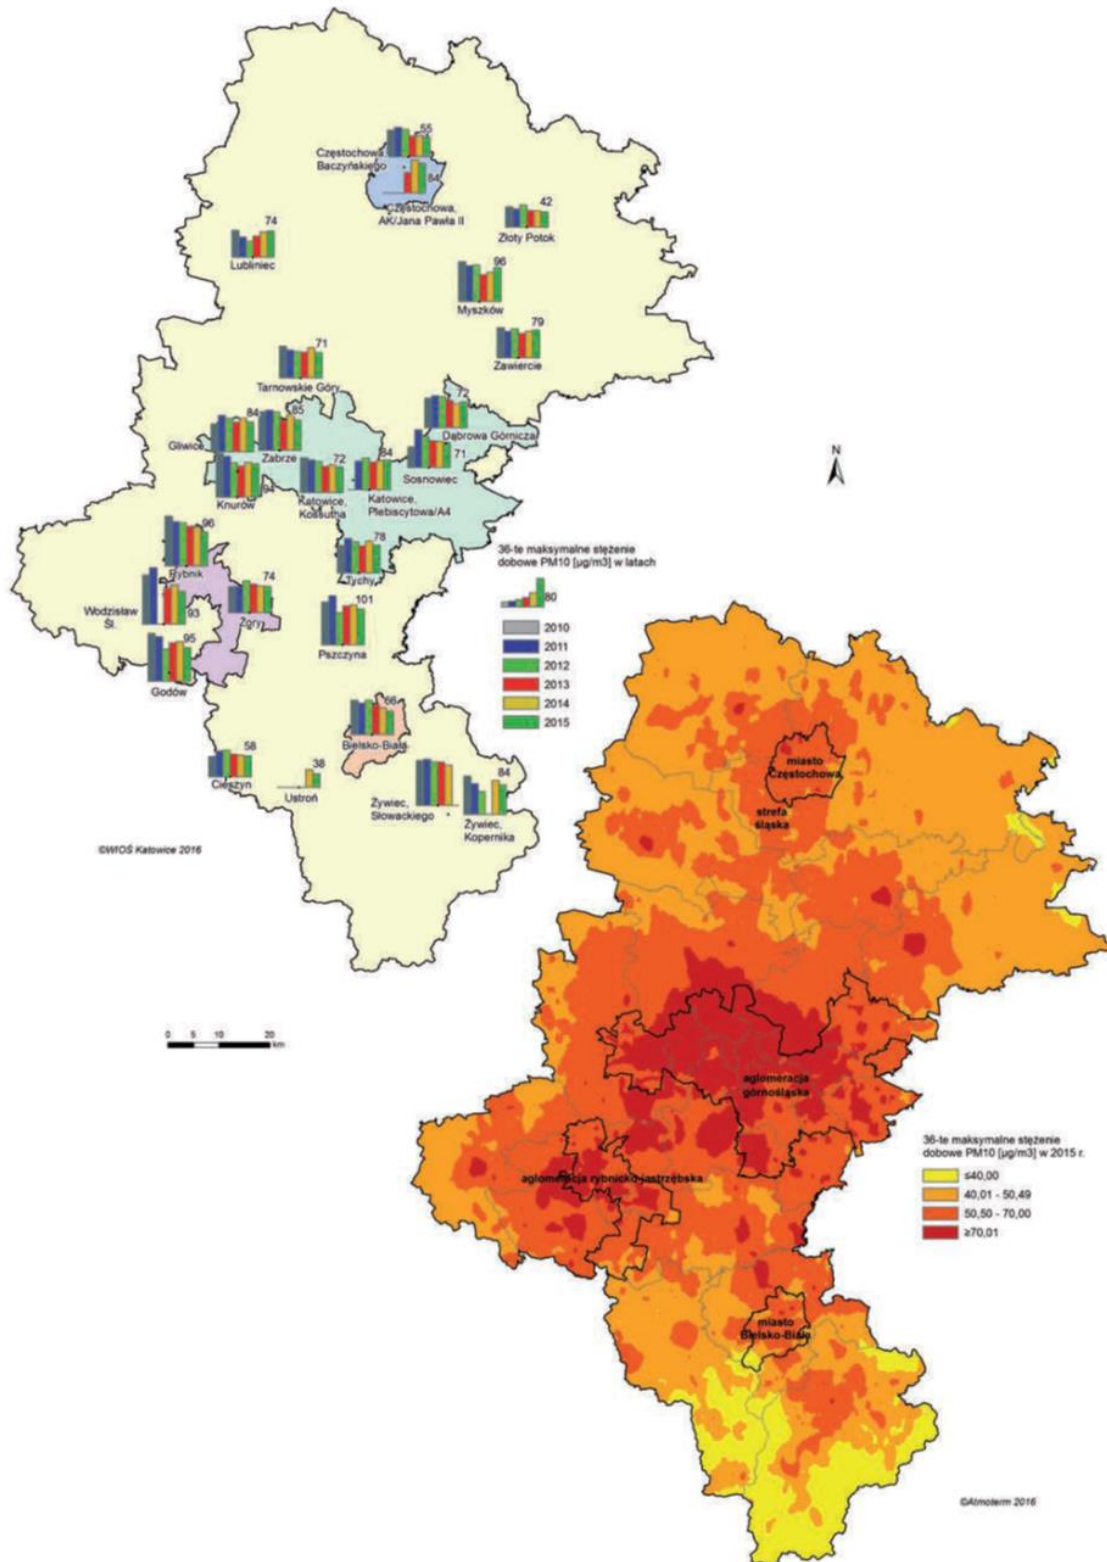 55
Częstochowa
Baczyńskiego
84
Częstochowa,
AK/Jana Pawła II
42
Złoty Potok
74
Lubliniec
96
Myszków
79
Zawiercie
71
Tarnowskie Góry
72
Dąbrowa Górnicza
84
Gliwice
85
Zabrze
71
Sosnowiec
94
Knurów
72
Katowice,
Kossutha
84
Katowice,
Plebiscytowa/A4
78
Tychy
96
Rybnik
93
Wodzisław
Śl.
74
Żory
101
Pszczyna
95
Godów
66
Bielsko-Biała
58
Cieszyn
38
Ustroń
Żywiec,
Słowackiego
84
Żywiec,
Kopernika
©WIOŚ Katowice 2016
N
36-te maksymalne stężenie
dobowe PM10 [µg/m3] w latach
80
2010
2011
2012
2013
2014
2015
0 5 10 20
km
miasto
Częstochowa
strefa
śląska
aglomeracja
górnośląska
aglomeracja rybnicko-jastrzębska
miasto
Bielsko-Biała
36-te maksymalne stężenie
dobowe PM10 [µg/m3] w 2015 r.
≤40,00
40,01 - 50,49
50,50 - 70,00
≥70,01
©Atmoterm 2016